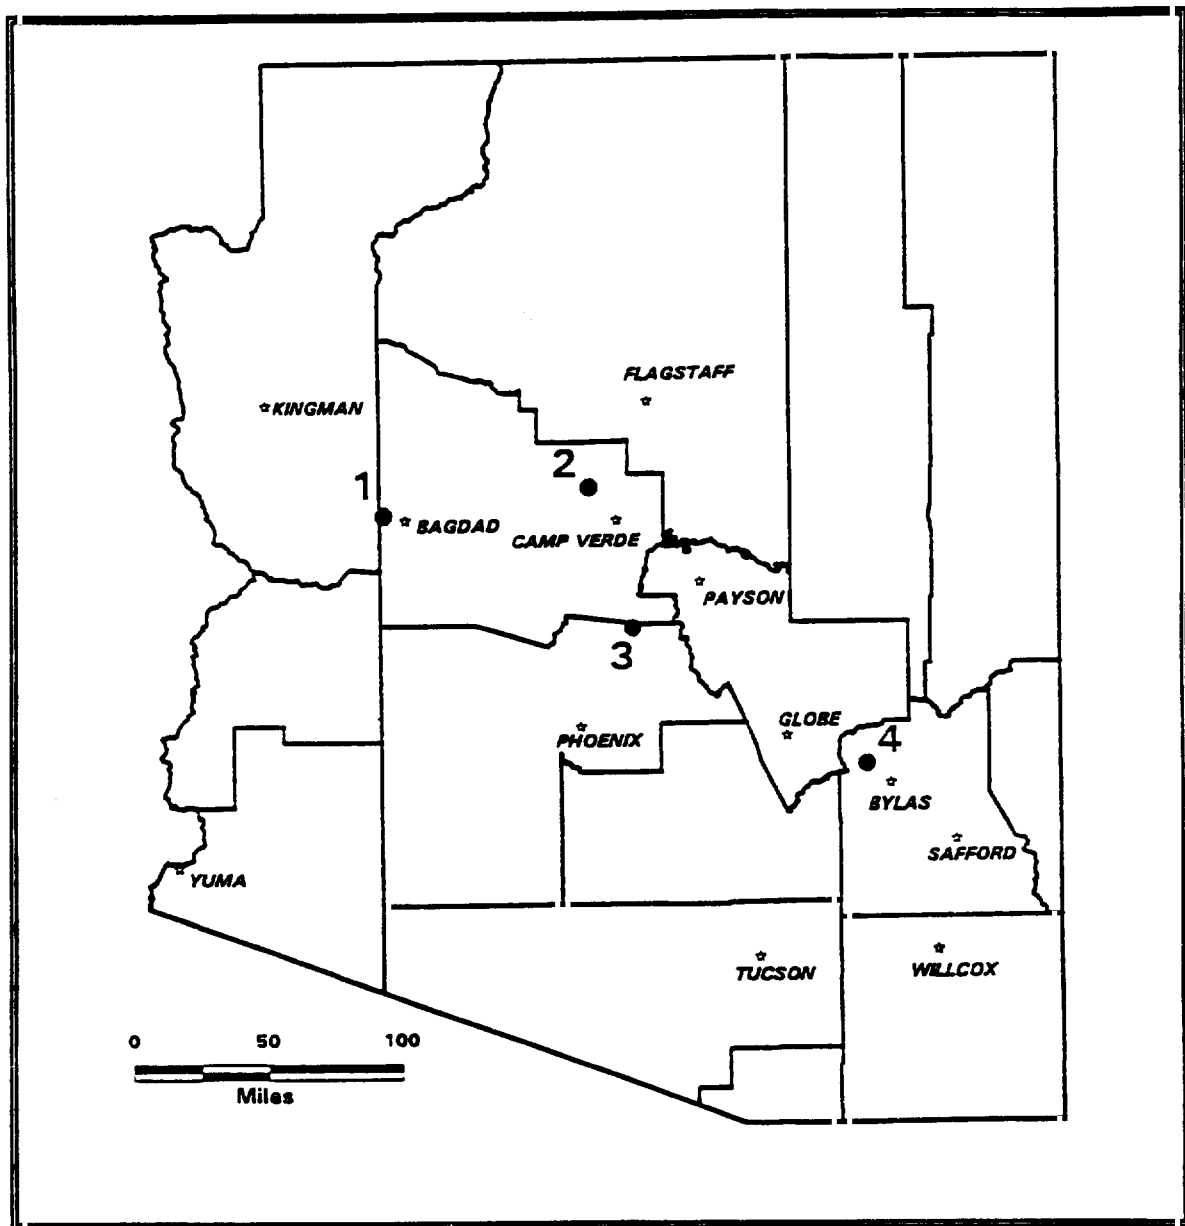 FLAGSTAFF
KINGMAN
2
1
BAGDAD
CAMP VERDE
PAYSON
3
GLOBE
PHOENIX
4
BYLAS
SAFFORD
YUMA
TUCSON
WILLCOX
0 50 100
Miles